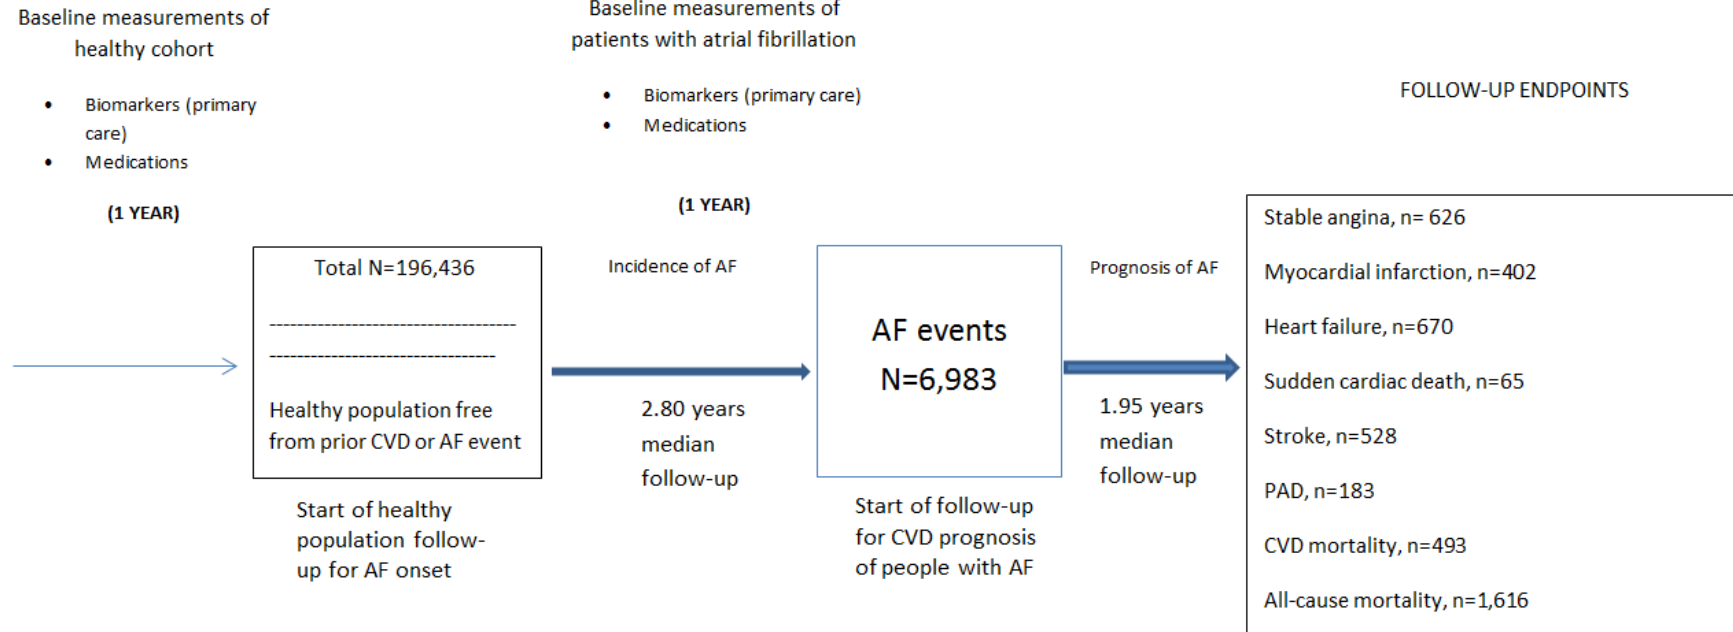 Baseline measurements of
healthy cohort
• Biomarkers (primary
care)
• Medications
(1 YEAR)
Baseline measurements of
patients with atrial fibrillation
• Biomarkers (primary care)
• Medications
(1 YEAR)
FOLLOW-UP ENDPOINTS
Total N=196,436
------------------------------------
---------------------------------
Healthy population free
from prior CVD or AF event
Start of healthy
population follow-
up for AF onset
Incidence of AF
2.80 years
median
follow-up
AF events
N=6,983
Start of follow-up
for CVD prognosis
of people with AF
Prognosis of AF
1.95 years
median
follow-up
Stable angina, n= 626
Myocardial infarction, n=402
Heart failure, n=670
Sudden cardiac death, n=65
Stroke, n=528
PAD, n=183
CVD mortality, n=493
All-cause mortality, n=1,616